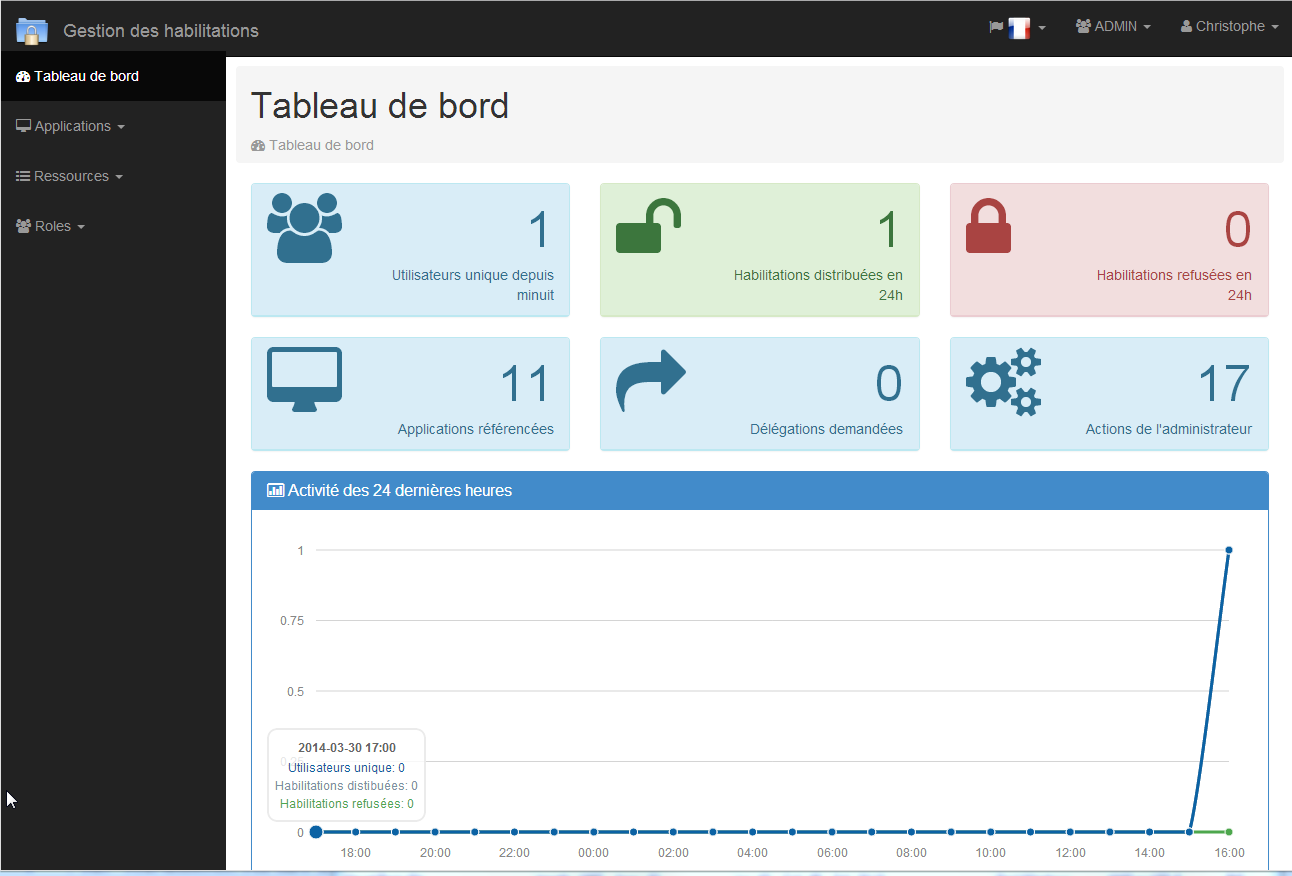 Gestion des habilitations
ADMIN
Christophe
Tableau de bord
Applications
Ressources
Roles
Tableau de bord
Tableau de bord
1
Utilisateurs unique depuis
minuit
1
Habilitations distribuées en
24h
0
Habilitations refusées en
24h
11
Applications référencées
0
Délégations demandées
17
Actions de l'administrateur
Activité des 24 dernières heures
1
0.75
0.5
2014-03-30 17:00
Utilisateurs unique: 0
Habilitations distibuées: 0
Habilitations refusées: 0
0
18:00 20:00 22:00 00:00 02:00 04:00 06:00 08:00 10:00 12:00 14:00 16:00